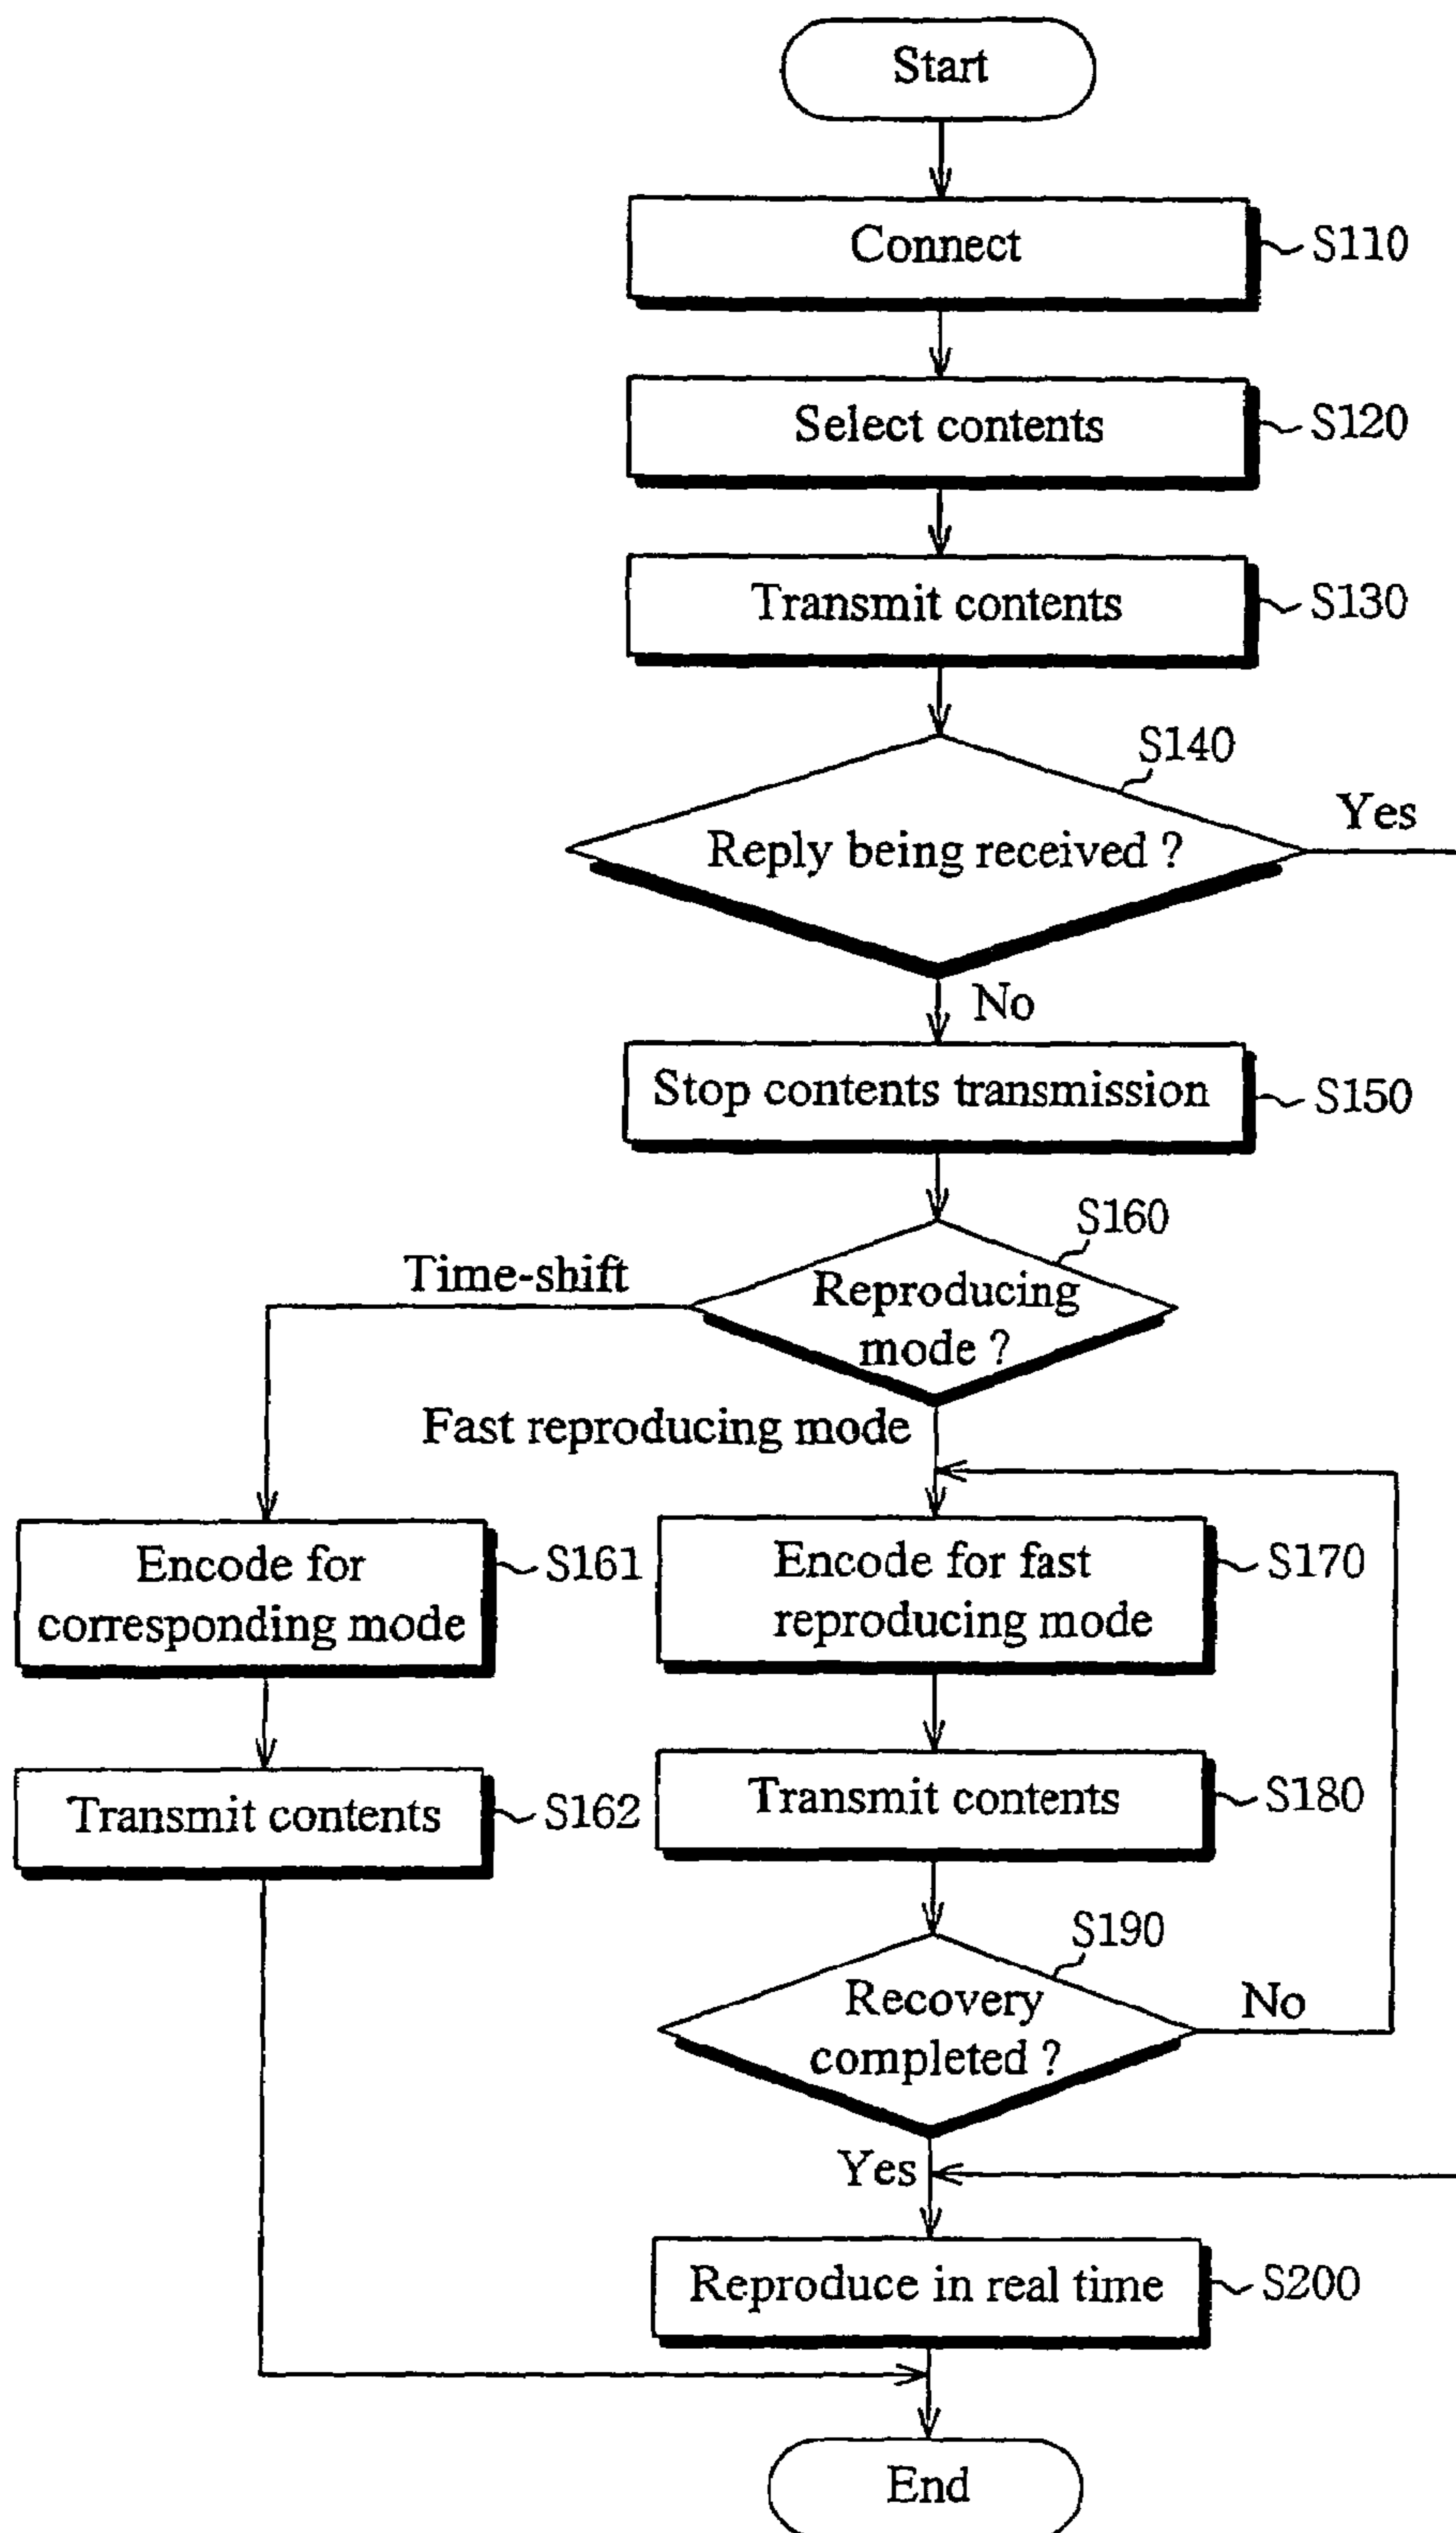 Start
Connect
S110
Select contents
S120
Transmit contents
S130
S140
Reply being received ?
Yes
No
Stop contents transmission
S150
S160
Time-shift
Reproducing
mode ?
Fast reproducing mode
Encode for
corresponding mode
S161
Encode for fast
reproducing mode
S170
Transmit contents
S162
Transmit contents
S180
S190
Recovery
completed ?
No
Yes
Reproduce in real time
S200
End